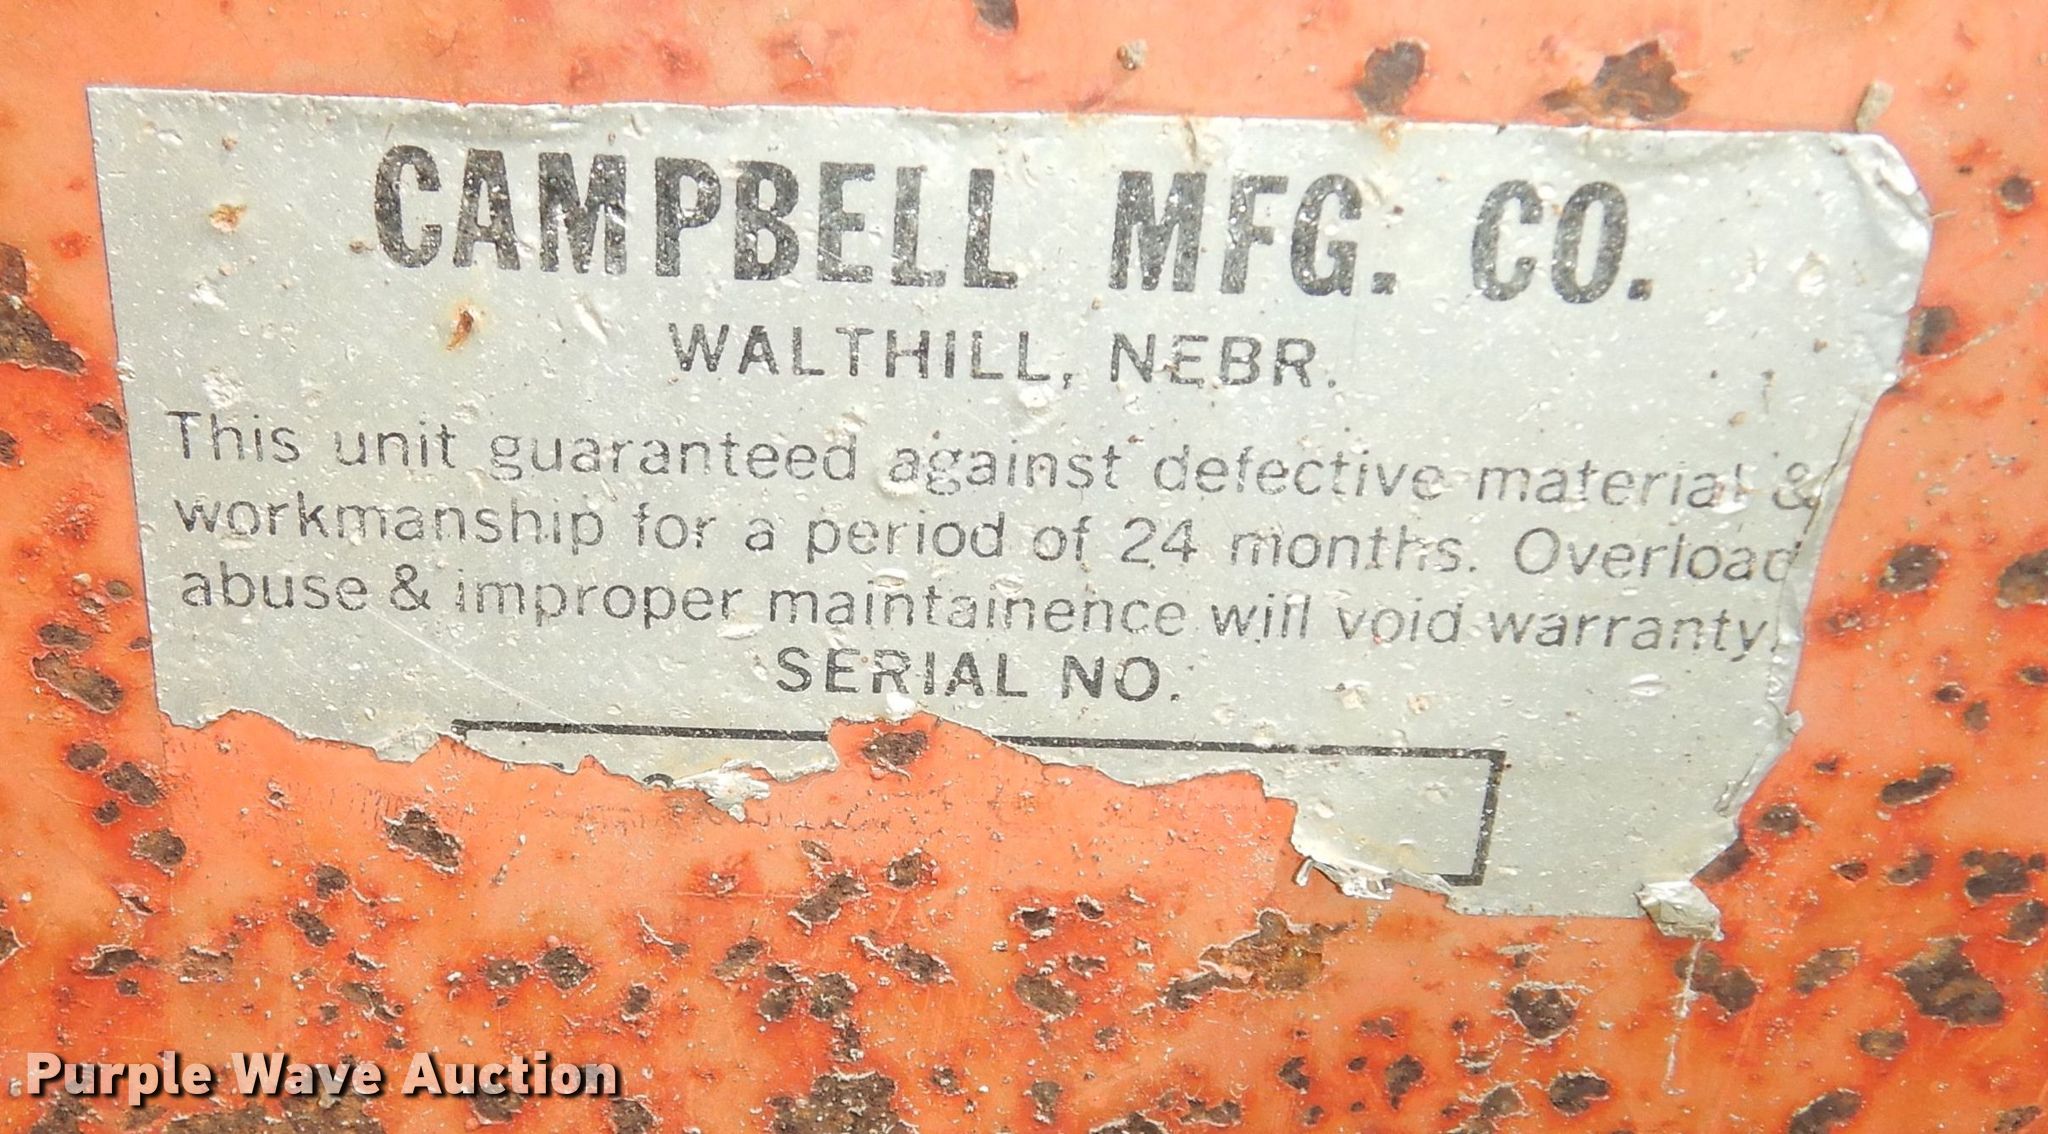 CAMPBELL MFG. CO.
WALTHILL, NEBR.
This unit guaranteed against defective material &
workmanship for a period of 24 months. Overload
abuse & improper maintainence will void warranty.
SERIAL NO.
Purple Wave Auction